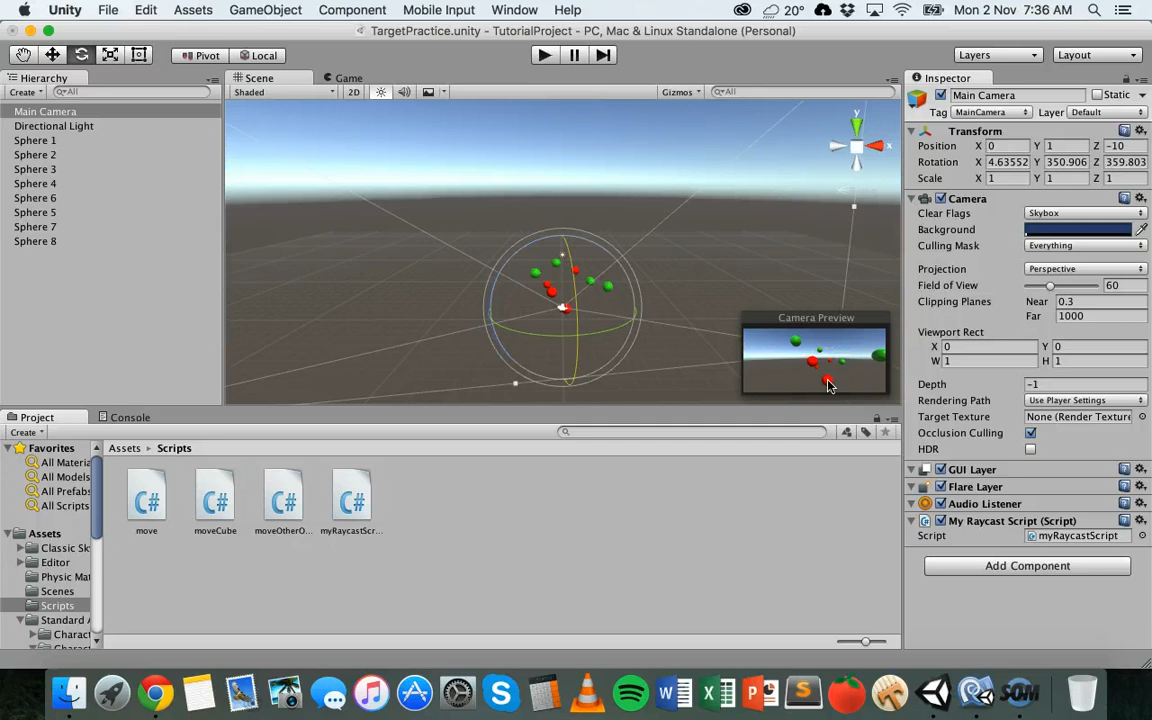 Unity File Edit Assets GameObject Component Mobile Input Window Help 20° Mon 2 Nov 7:36 AM
TargetPractice.unity - TutorialProject - PC, Mac & Linux Standalone (Personal)
Pivot Local Layers Layout
Hierarchy
Create All
Main Camera
Directional Light
Sphere 1
Sphere 2
Sphere 3
Sphere 4
Sphere 6
Sphere 5
Sphere 7
Sphere 8
Scene Game
Shaded 2D Gizmos All
y
x
Camera Preview
Inspector
Main Camera Static
Tag MainCamera Layer Default
Transform
Position X 0 Y 1 Z -10
Rotation X 4.63552 Y 350.906 Z 359.803
Scale X 1 Y 1 Z 1
Camera
Clear Flags Skybox
Background
Culling Mask Everything
Projection Perspective
Field of View 60
Clipping Planes Near 0.3
Far 1000
Viewport Rect
X 0 Y 0
W 1 H 1
Depth -1
Rendering Path Use Player Settings
Target Texture None (Render Texture
Occlusion Culling
HDR
GUI Layer
Flare Layer
Audio Listener
My Raycast Script (Script)
Script myRaycastScript
Add Component
Project Console
Create
Favorites
All Materia
All Models
All Prefabs
All Scripts
Assets
Classic Sk
Editor
Physic Mat
Scenes
Scripts
Standard A
Charact
Assets Scripts
C# C# C# C#
move moveCube moveOtherO... myRaycastScr...
W X P S SOM